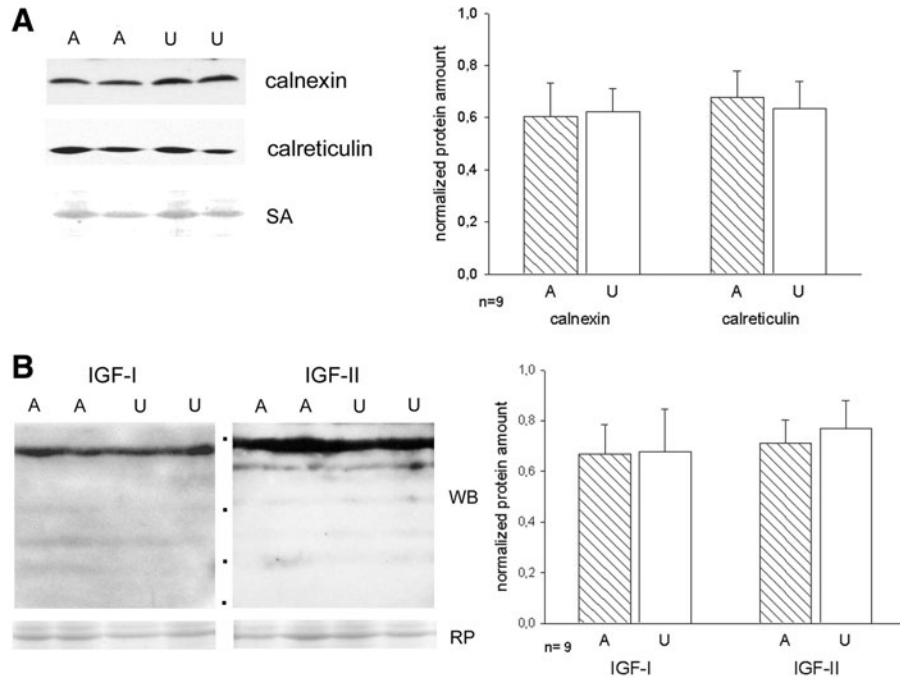 A
A A U U
calnexin
calreticulin
SA
normalized protein amount
1,0
0,8
0,6
0,4
0,2
0,0
n=9
A U A U
calnexin calreticulin
B
IGF-I IGF-II
A A U U A A U U
WB
RP
normalized protein amount
1,0
0,8
0,6
0,4
0,2
0,0
n= 9
A U A U
IGF-I IGF-II